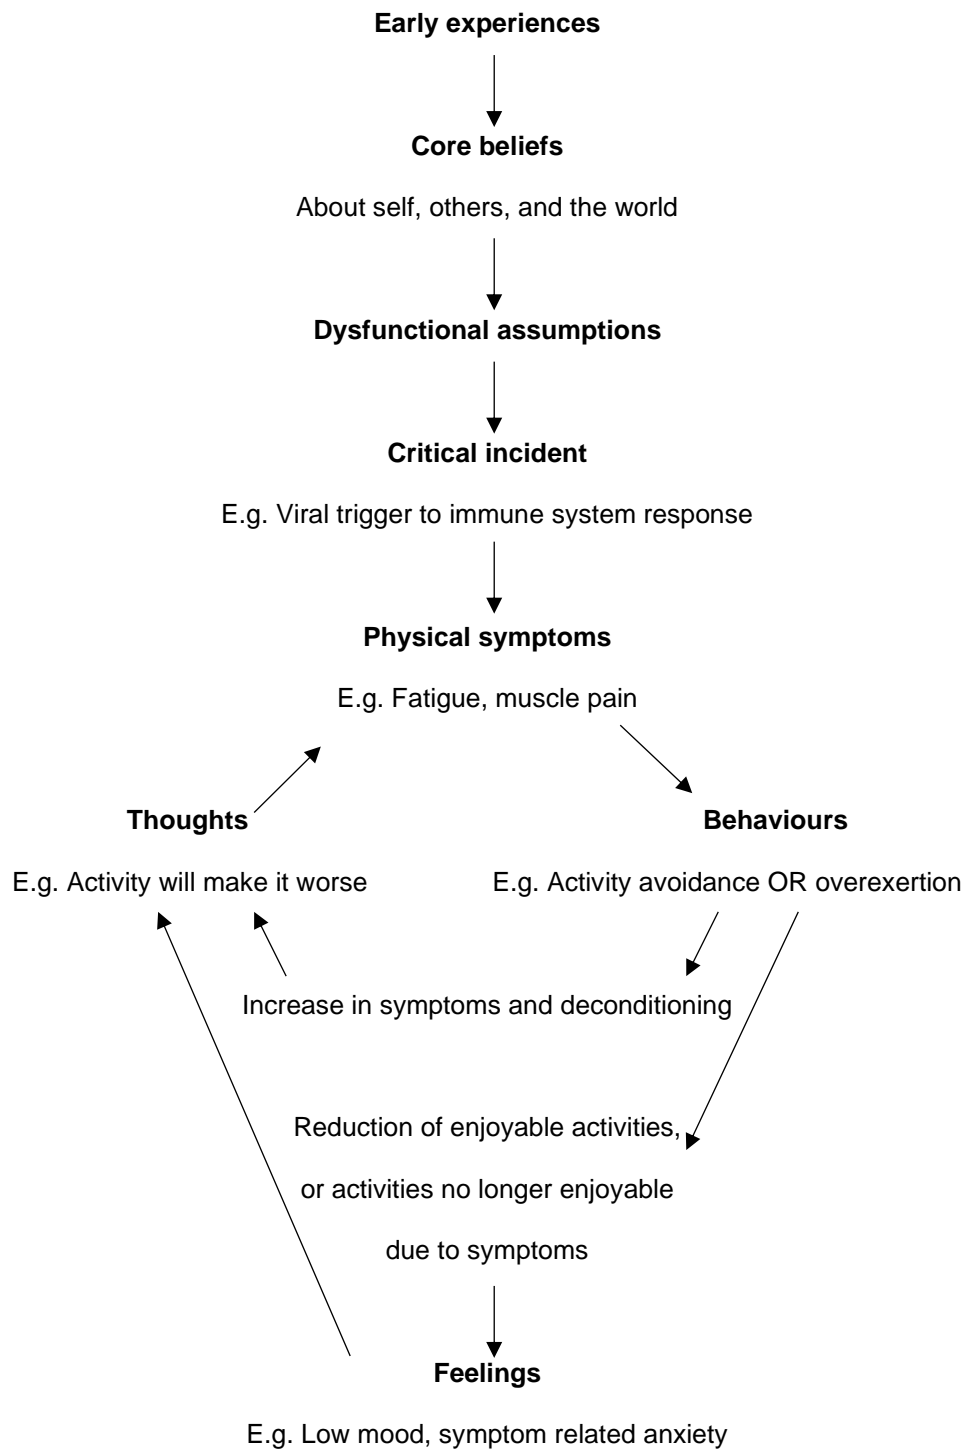 Early experiences
Core beliefs
About self, others, and the world
Dysfunctional assumptions
Critical incident
E.g. Viral trigger to immune system response
Physical symptoms
E.g. Fatigue, muscle pain
Thoughts
Behaviours
E.g. Activity will make it worse
E.g. Activity avoidance OR overexertion
Increase in symptoms and deconditioning
Reduction of enjoyable activities,
or activities no longer enjoyable
due to symptoms
Feelings
E.g. Low mood, symptom related anxiety